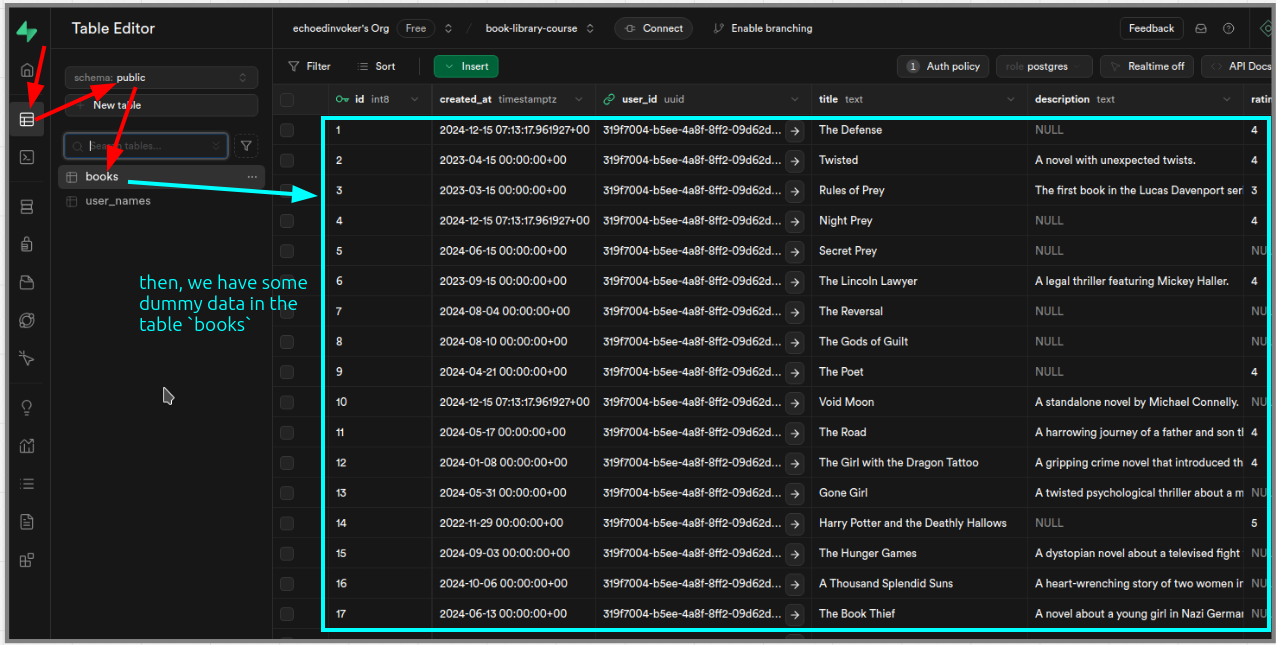 Table Editor
echoedinvoker's Org Free / book-library-course Connect Enable branching Feedback
schema: public
New table
Search tables...
books
user_names
then, we have some
dummy data in the
table `books`
Filter Sort Insert 1 Auth policy role postgres Realtime off API Docs
id int8 created_at timestamptz user_id uuid title text description text ratin
1 2024-12-15 07:13:17.961927+00 319f7004-b5ee-4a8f-8ff2-09d62d... The Defense NULL 4
2 2023-04-15 00:00:00+00 319f7004-b5ee-4a8f-8ff2-09d62d... Twisted A novel with unexpected twists. 4
3 2023-03-15 00:00:00+00 319f7004-b5ee-4a8f-8ff2-09d62d... Rules of Prey The first book in the Lucas Davenport seri 3
4 2024-12-15 07:13:17.961927+00 319f7004-b5ee-4a8f-8ff2-09d62d... Night Prey NULL 4
5 2024-06-15 00:00:00+00 319f7004-b5ee-4a8f-8ff2-09d62d... Secret Prey NULL NU
6 2023-09-15 00:00:00+00 319f7004-b5ee-4a8f-8ff2-09d62d... The Lincoln Lawyer A legal thriller featuring Mickey Haller. 4
7 2024-08-04 00:00:00+00 319f7004-b5ee-4a8f-8ff2-09d62d... The Reversal NULL NU
8 2024-08-10 00:00:00+00 319f7004-b5ee-4a8f-8ff2-09d62d... The Gods of Guilt NULL NU
9 2024-04-21 00:00:00+00 319f7004-b5ee-4a8f-8ff2-09d62d... The Poet NULL 4
10 2024-12-15 07:13:17.961927+00 319f7004-b5ee-4a8f-8ff2-09d62d... Void Moon A standalone novel by Michael Connelly. NU
11 2024-05-17 00:00:00+00 319f7004-b5ee-4a8f-8ff2-09d62d... The Road A harrowing journey of a father and son tl 4
12 2024-01-08 00:00:00+00 319f7004-b5ee-4a8f-8ff2-09d62d... The Girl with the Dragon Tattoo A gripping crime novel that introduced th 4
13 2024-05-31 00:00:00+00 319f7004-b5ee-4a8f-8ff2-09d62d... Gone Girl A twisted psychological thriller about a m NU
14 2022-11-29 00:00:00+00 319f7004-b5ee-4a8f-8ff2-09d62d... Harry Potter and the Deathly Hallows NULL 5
15 2024-09-03 00:00:00+00 319f7004-b5ee-4a8f-8ff2-09d62d... The Hunger Games A dystopian novel about a televised fight NU
16 2024-10-06 00:00:00+00 319f7004-b5ee-4a8f-8ff2-09d62d... A Thousand Splendid Suns A heart-wrenching story of two women ir NU
17 2024-06-13 00:00:00+00 319f7004-b5ee-4a8f-8ff2-09d62d... The Book Thief A novel about a young girl in Nazi Germar NU